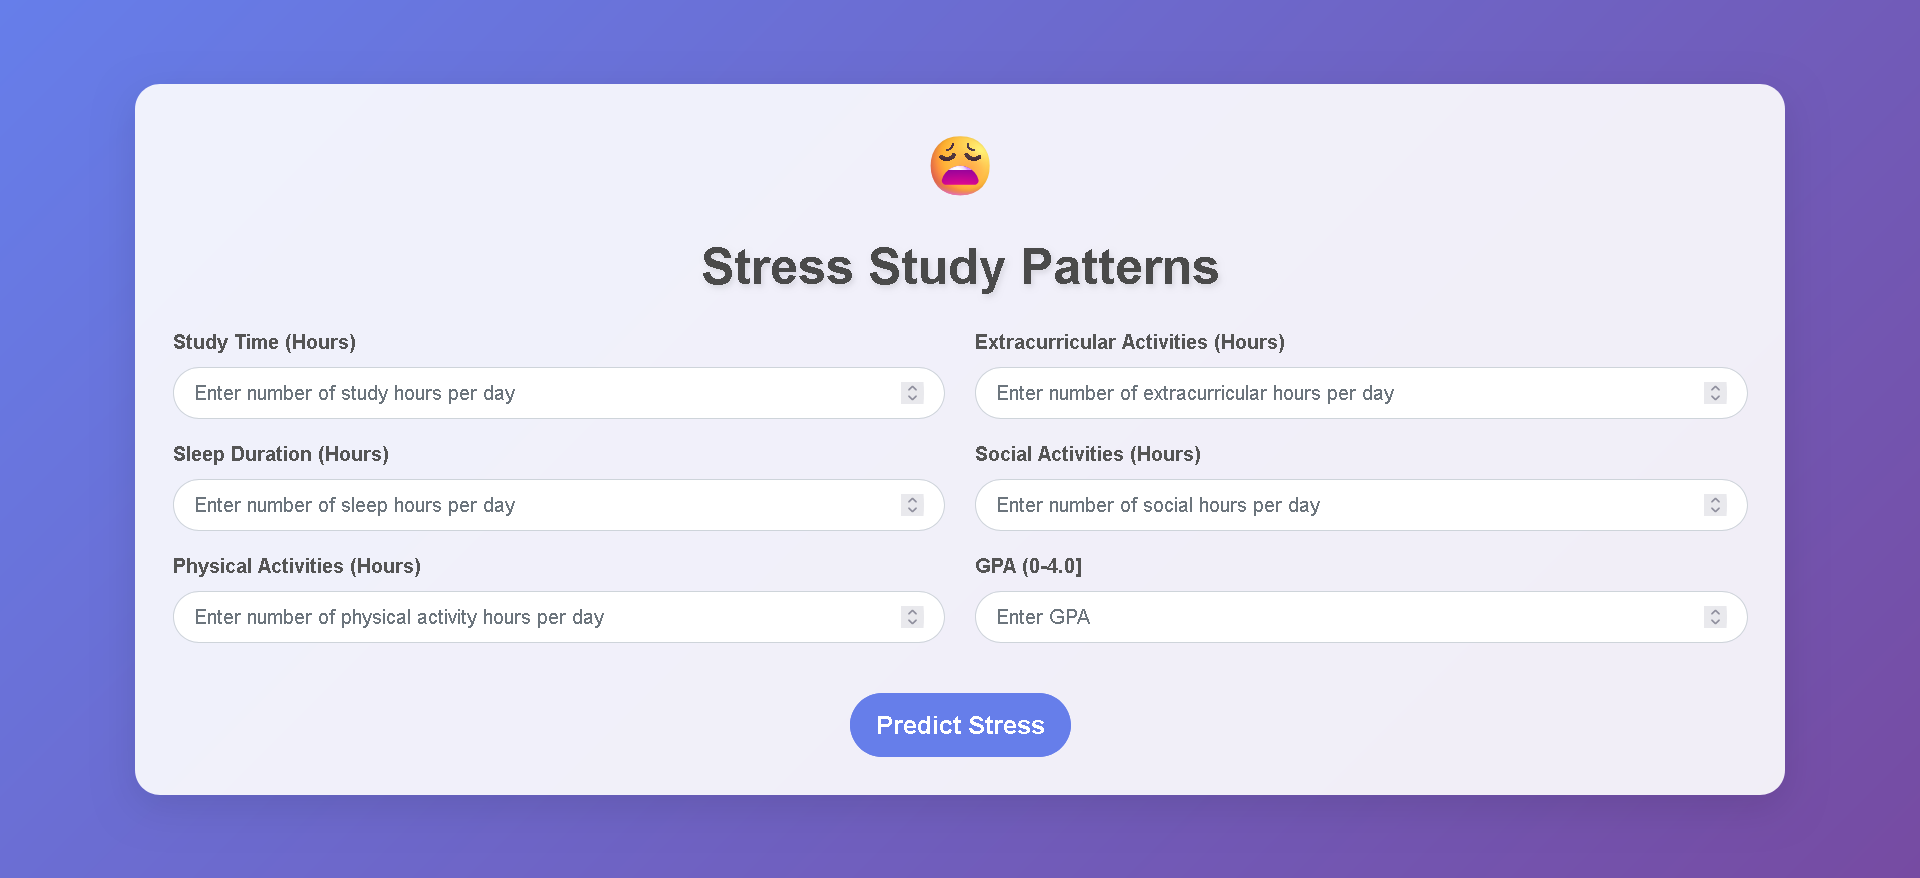 Stress Study Patterns
Study Time (Hours)
Enter number of study hours per day
Extracurricular Activities (Hours)
Enter number of extracurricular hours per day
Sleep Duration (Hours)
Enter number of sleep hours per day
Social Activities (Hours)
Enter number of social hours per day
Physical Activities (Hours)
Enter number of physical activity hours per day
GPA (0-4.0]
Enter GPA
Predict Stress